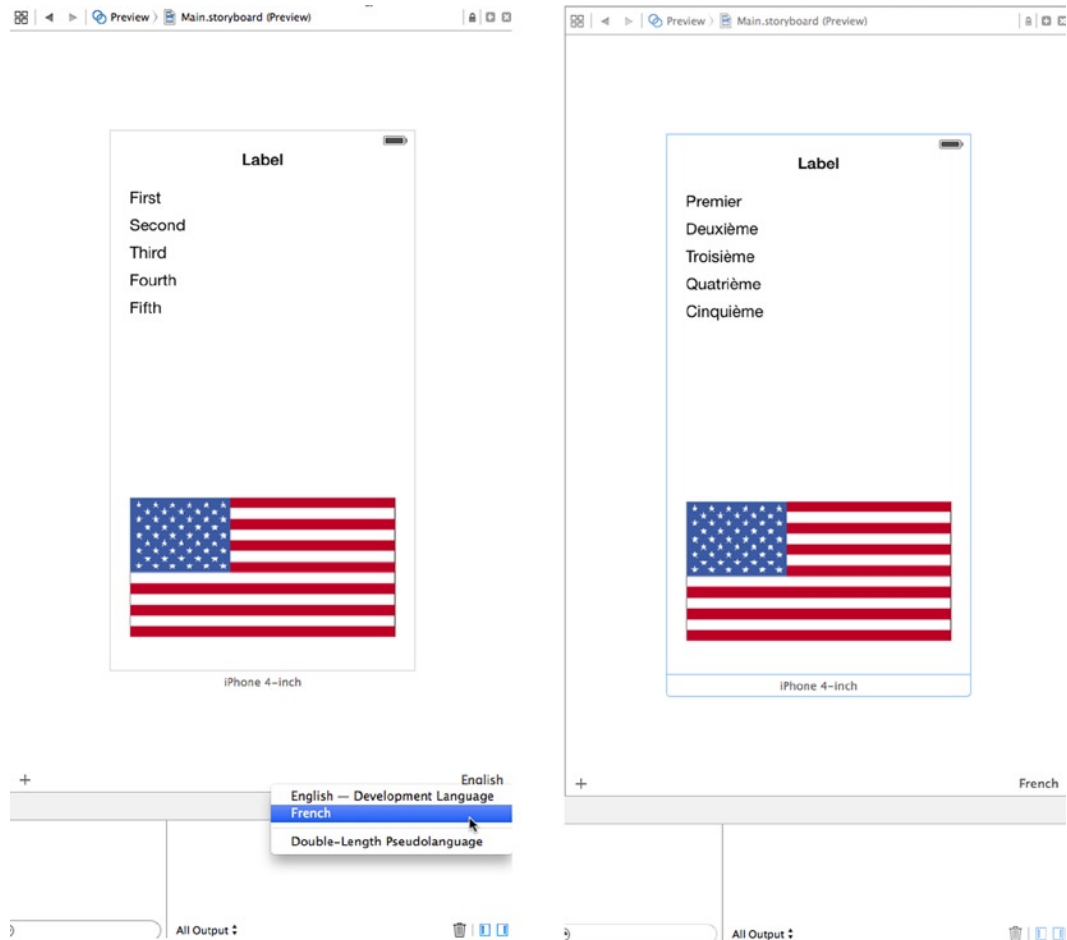 Preview
Main.storyboard (Preview)
Label
First
Second
Third
Fourth
Fifth
iPhone 4-inch
English
English — Development Language
French
Double-Length Pseudolanguage
All Output
Preview
Main.storyboard (Preview)
Label
Premier
Deuxième
Troisième
Quatrième
Cinquième
iPhone 4-inch
French
All Output